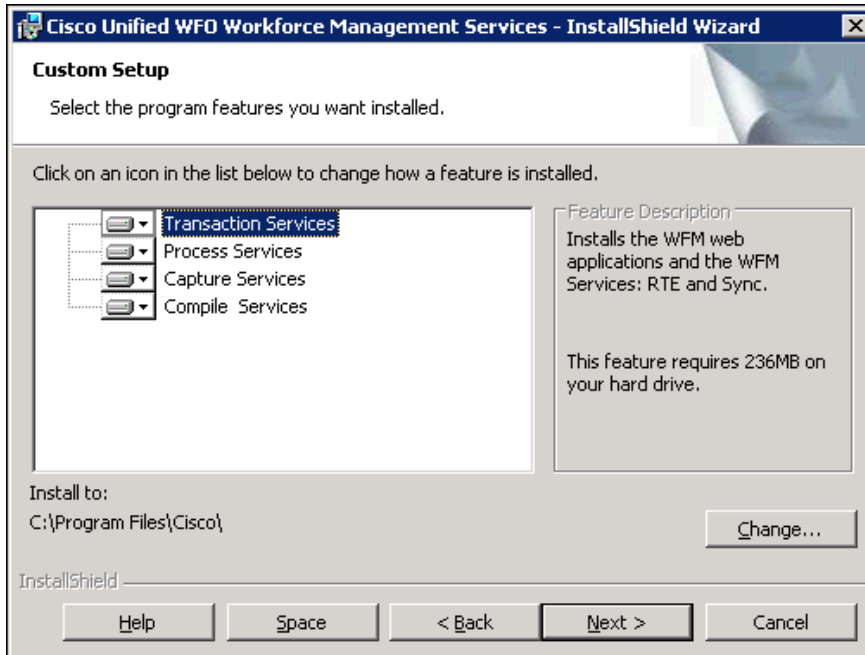 Cisco Unified WFO Workforce Management Services - InstallShield Wizard
Custom Setup
Select the program features you want installed.
Click on an icon in the list below to change how a feature is installed.
Transaction Services
Process Services
Capture Services
Compile Services
Feature Description
Installs the WFM web
applications and the WFM
Services: RTE and Sync.
This feature requires 236MB on
your hard drive.
Install to:
C:\Program Files\Cisco\
Change...
InstallShield
Help
Space
< Back
Next >
Cancel